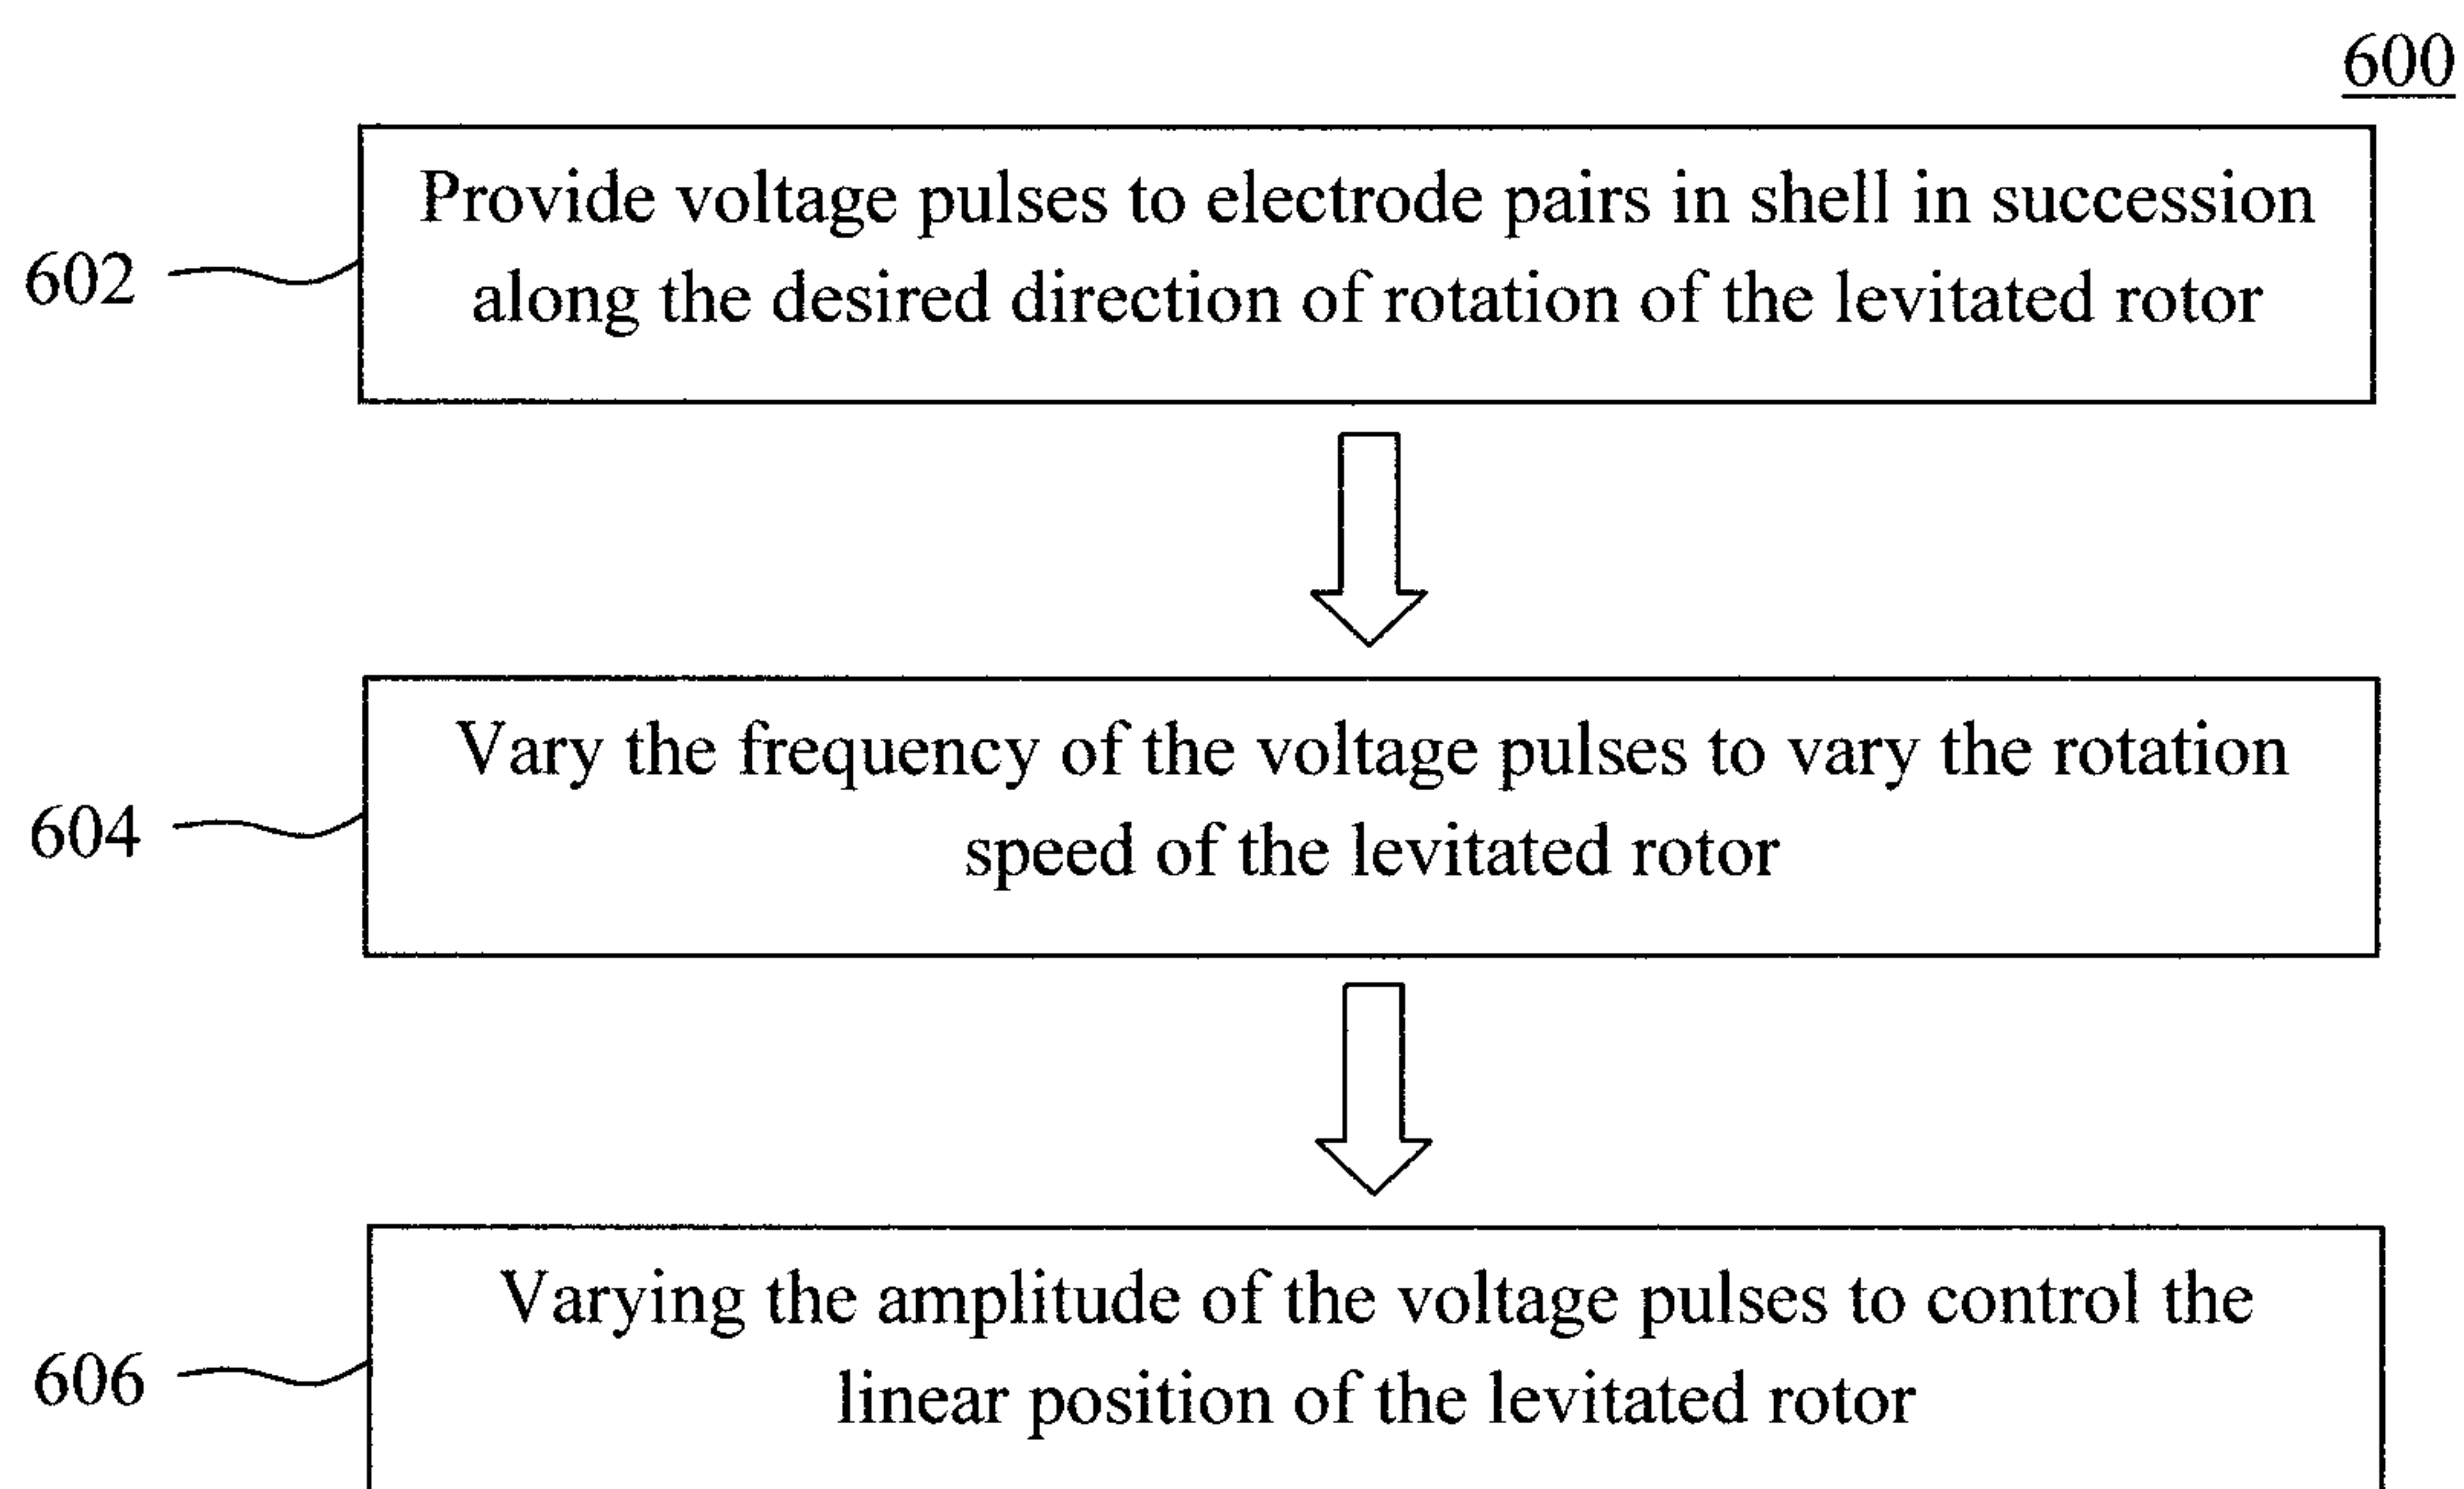 600
Provide voltage pulses to electrode pairs in shell in succession
along the desired direction of rotation of the levitated rotor
602
Vary the frequency of the voltage pulses to vary the rotation
speed of the levitated rotor
604
Varying the amplitude of the voltage pulses to control the
linear position of the levitated rotor
606